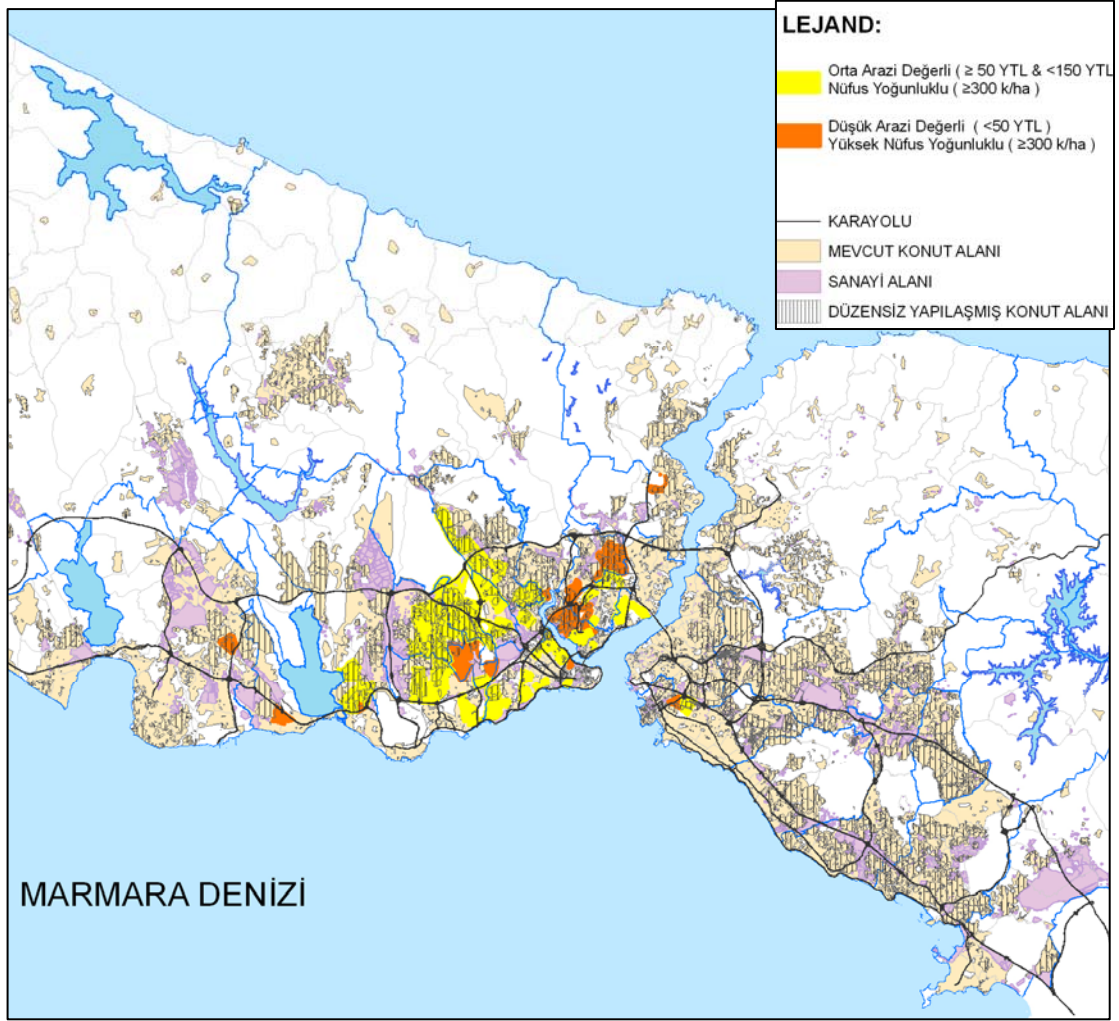 LEJAND:
Orta Arazi Değerli ( ≥ 50 YTL & <150 YTL
Nüfus Yoğunluklu ( ≥300 k/ha )
Düşük Arazi Değerli ( <50 YTL )
Yüksek Nüfus Yoğunluklu ( ≥300 k/ha )
KARAYOLU
MEVCUT KONUT ALANI
SANAYİ ALANI
DÜZENSİZ YAPILAŞMIŞ KONUT ALANI
MARMARA DENİZİ